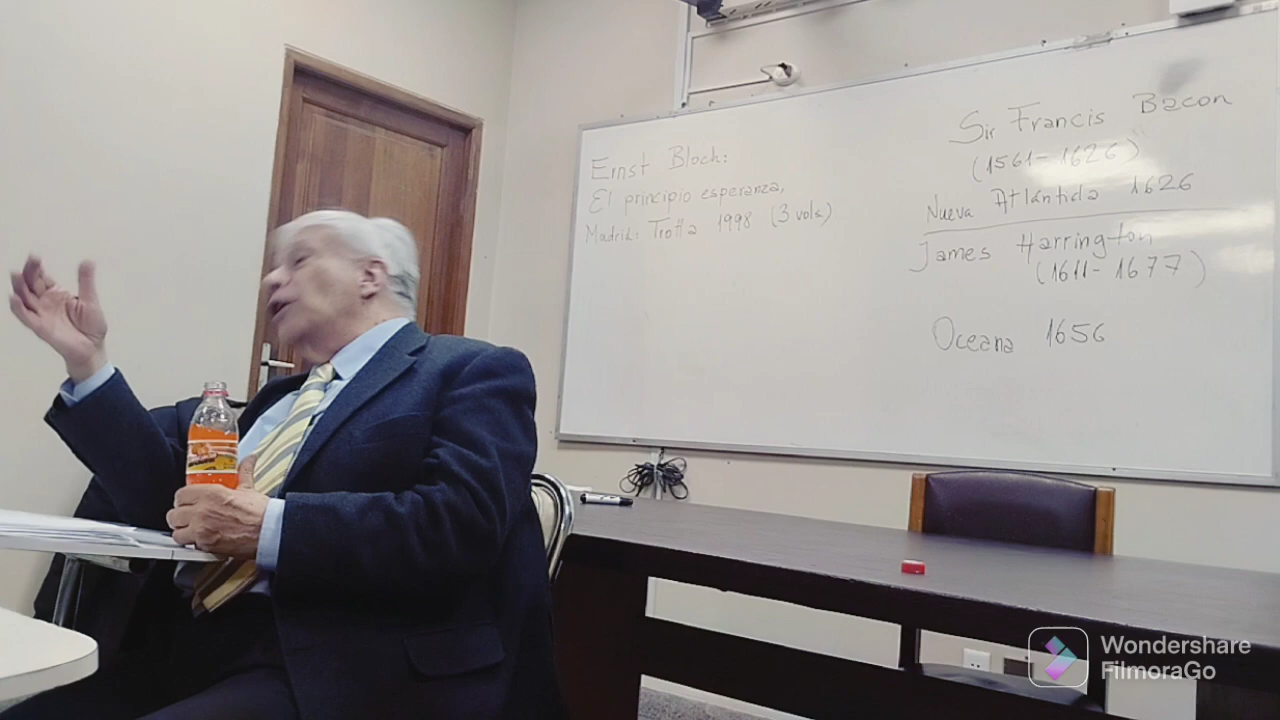 Ernst Bloch:
El principio esperanza,
Madrid: Trotta 1998 (3 vols)
Sir Francis Bacon
(1561-1626)
Nueva Atlántida 1626
James Harrington
(1611-1677)
Oceana 1656
Wondershare
FilmoraGo